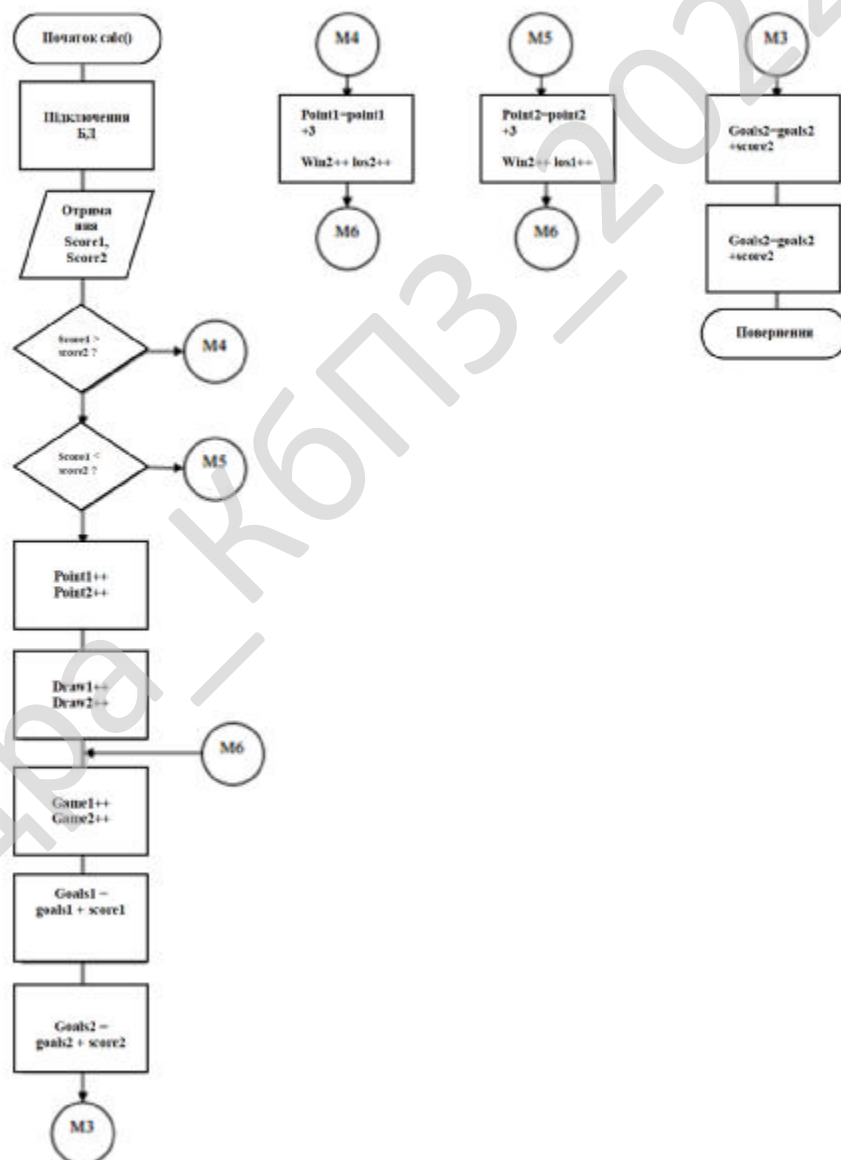 Початок calc()
Підключення
БД
Отрима
ння
Score1,
Score2
Score1 >
score2 ?
M4
Score1 <
score2 ?
M5
Point1++
Point2++
Draw1++
Draw2++
M6
Game1++
Game2++
Goals1 =
goals1 + score1
Goals2 =
goals2 + score2
M3
M4
Point1=point1
+3
Win2++ los2++
M6
M5
Point2=point2
+3
Win2++ los1++
M6
M3
Goals2=goals2
+score2
Goals2=goals2
+score2
Повернення